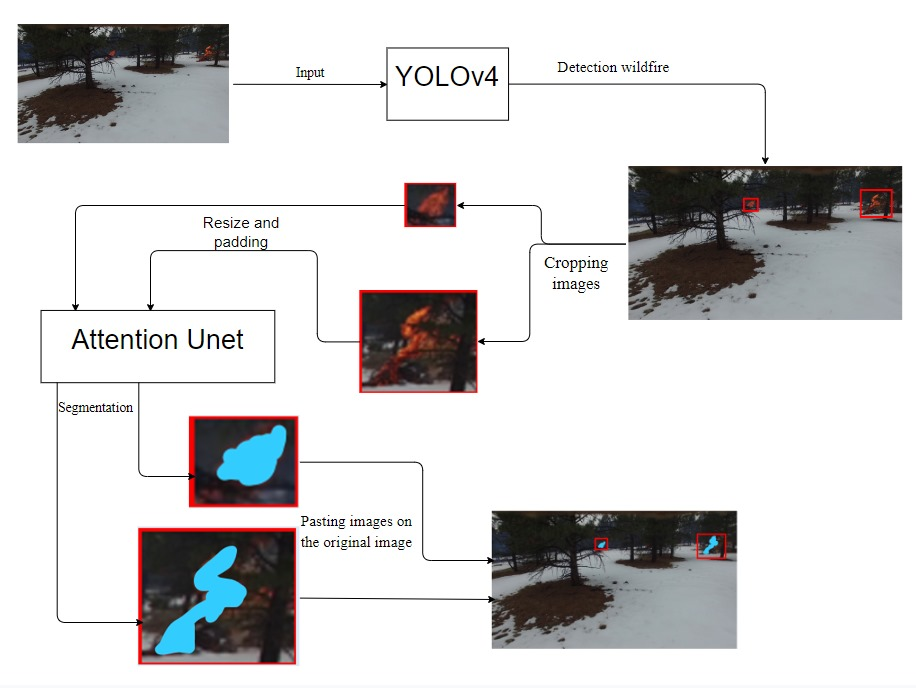 Input
YOLOv4
Detection wildfire
Resize and
padding
Cropping
images
Attention Unet
Segmentation
Pasting images on
the original image